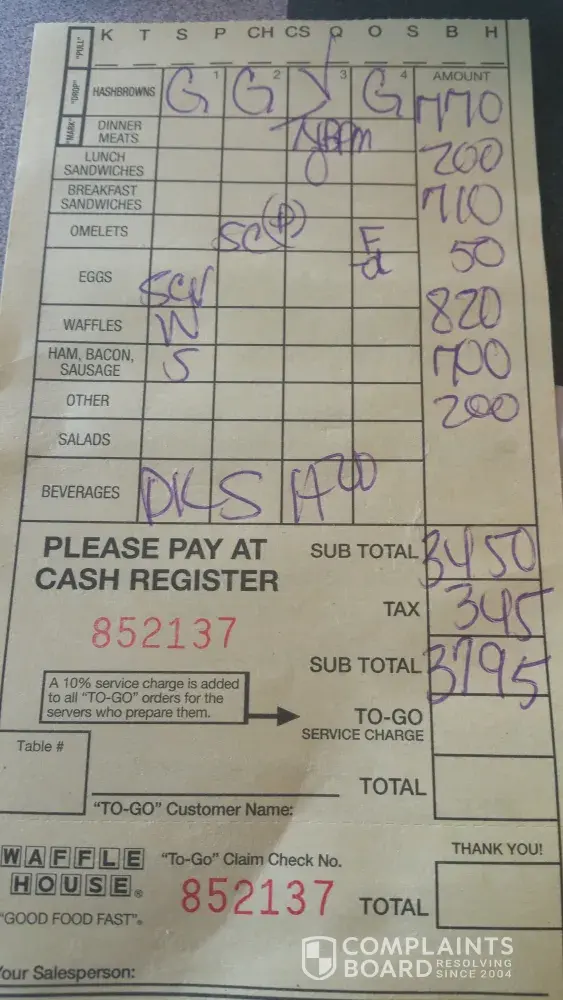 "PULL" K T S P CH CS Q O S B H
"DROP" HASHBROWNS G 1 G 2 3 G 4 AMOUNT
770
"MARK" DINNER MEATS
200
LUNCH SANDWICHES
BREAKFAST SANDWICHES 710
OMELETS SC(P) F 50
d
EGGS SCV 820
WAFFLES W
HAM, BACON, SAUSAGE S 700
OTHER 200
SALADS
BEVERAGES DK S H20
PLEASE PAY AT SUB TOTAL 3450
CASH REGISTER
TAX 345
852137
SUB TOTAL 3795
A 10% service charge is added
to all "TO-GO" orders for the
servers who prepare them.
TO-GO
SERVICE CHARGE
Table #
TOTAL
"TO-GO" Customer Name:
THANK YOU!
WAFFLE "To-Go" Claim Check No.
HOUSE® 852137 TOTAL
"GOOD FOOD FAST"®
COMPLAINTS
BOARD RESOLVING SINCE 2004
Your Salesperson: